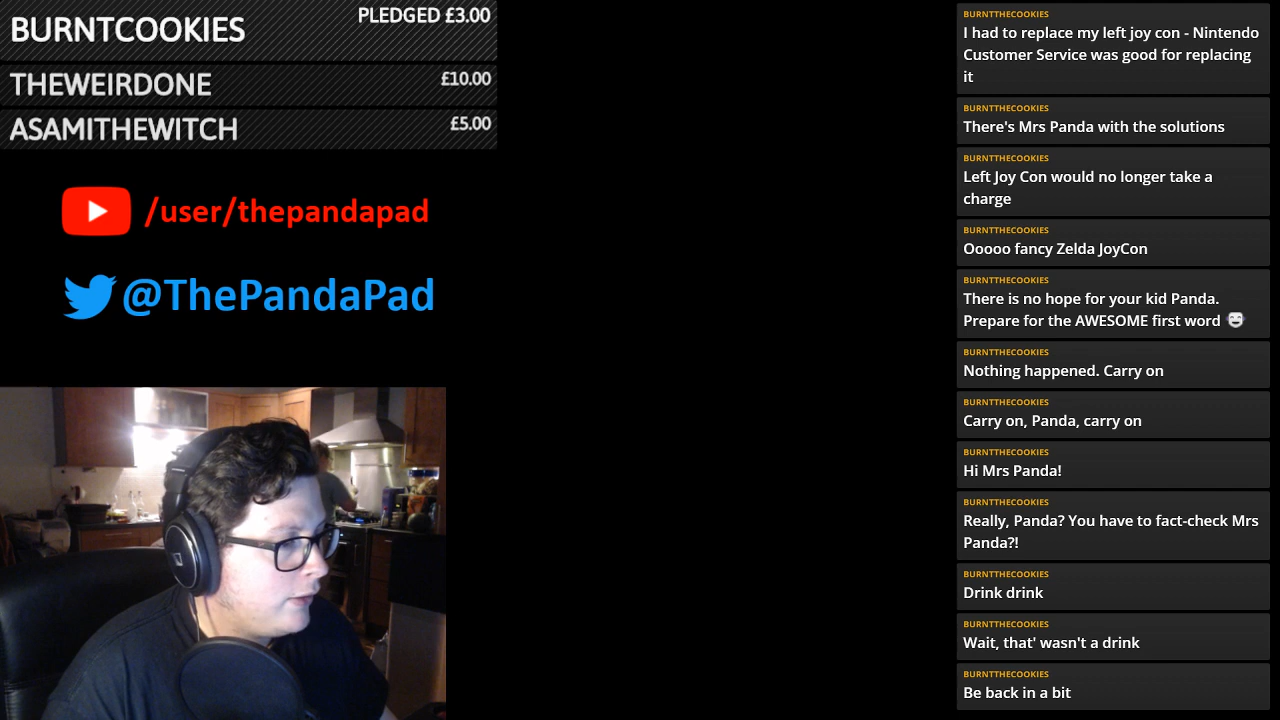 BURNTCOOKIES
PLEDGED £3.00
THEWEIRDONE
£10.00
ASAMITHEWITCH
£5.00
/user/thepandapad
@ThePandaPad
BURNTTHECOOKIES
I had to replace my left joy con - Nintendo
Customer Service was good for replacing
it
BURNTTHECOOKIES
There's Mrs Panda with the solutions
BURNTTHECOOKIES
Left Joy Con would no longer take a
charge
BURNTTHECOOKIES
Ooooo fancy Zelda JoyCon
BURNTTHECOOKIES
There is no hope for your kid Panda.
Prepare for the AWESOME first word
BURNTTHECOOKIES
Nothing happened. Carry on
BURNTTHECOOKIES
Carry on, Panda, carry on
BURNTTHECOOKIES
Hi Mrs Panda!
BURNTTHECOOKIES
Really, Panda? You have to fact-check Mrs
Panda?!
BURNTTHECOOKIES
Drink drink
BURNTTHECOOKIES
Wait, that' wasn't a drink
BURNTTHECOOKIES
Be back in a bit